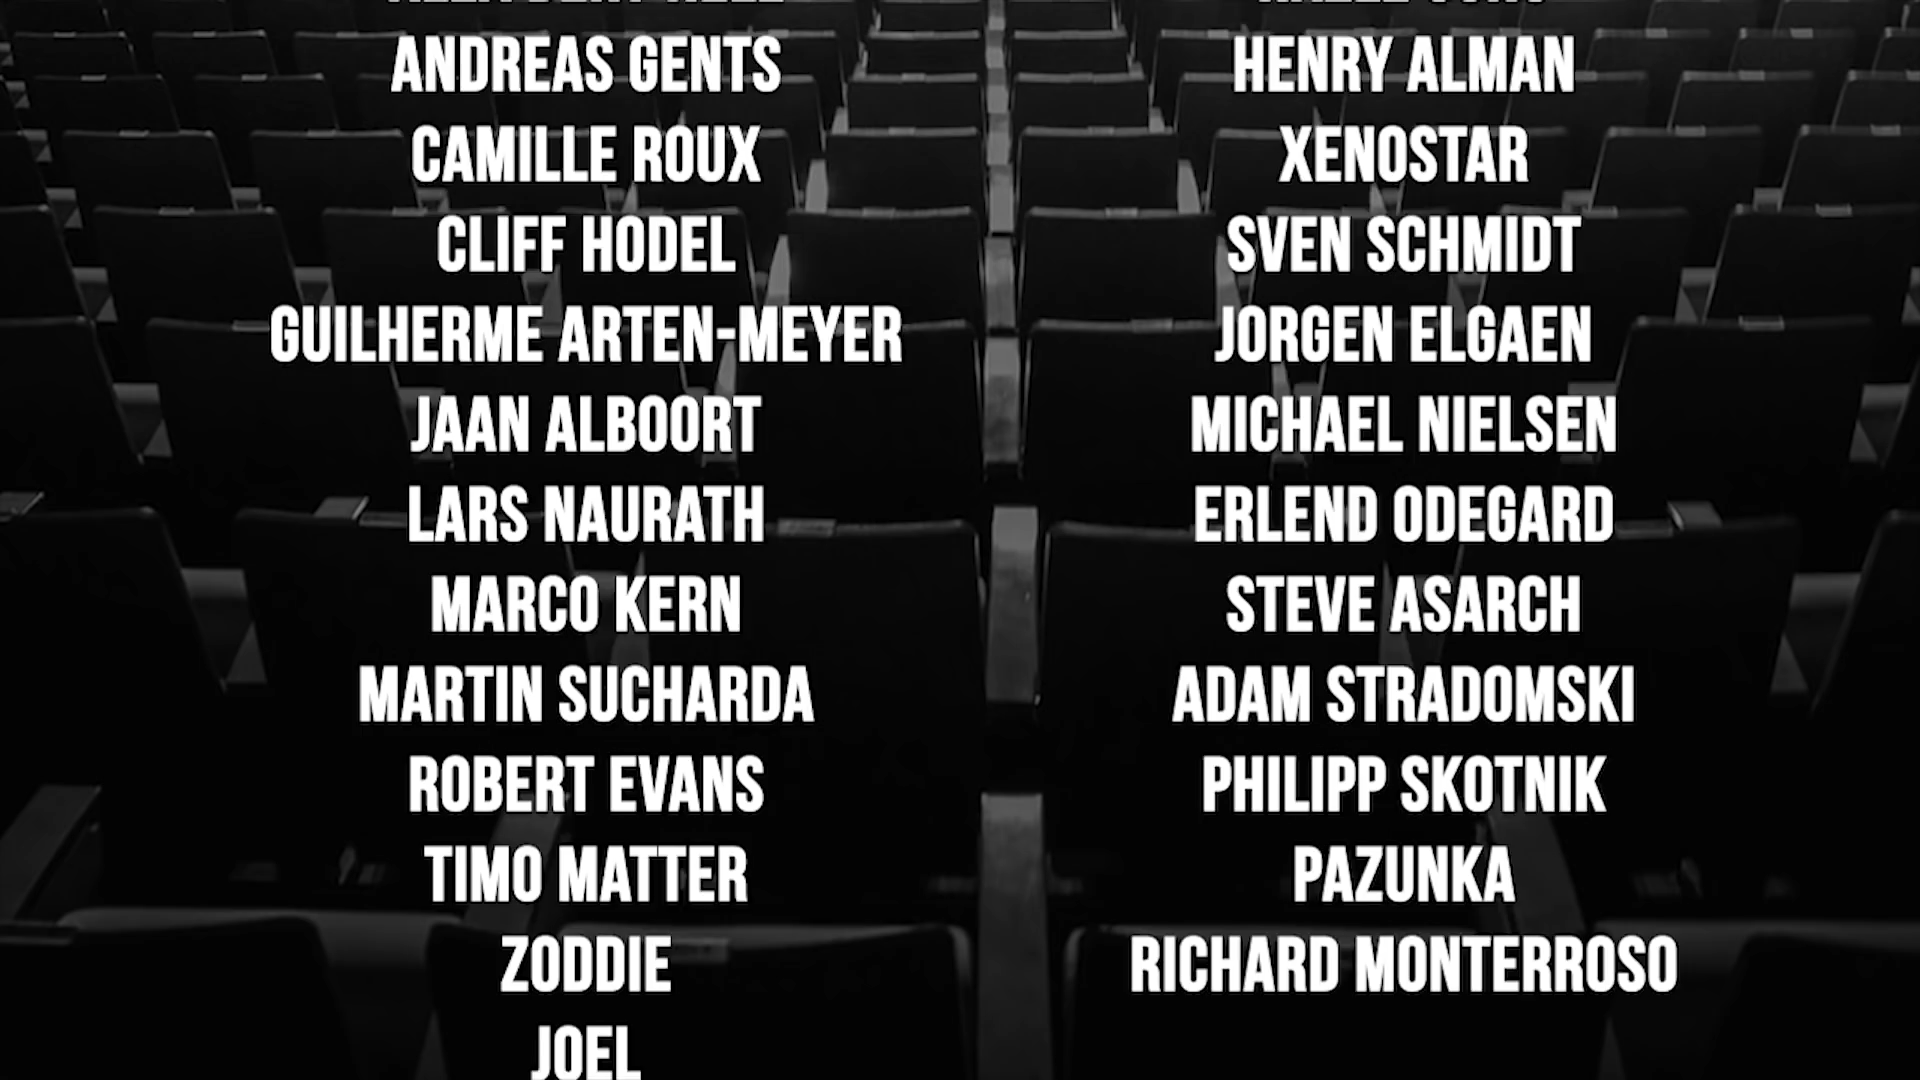 ANDREAS GENTS
CAMILLE ROUX
CLIFF HODEL
GUILHERME ARTEN-MEYER
JAAN ALBOORT
LARS NAURATH
MARCO KERN
MARTIN SUCHARDA
ROBERT EVANS
TIMO MATTER
ZODDIE
JOEL
HENRY ALMAN
XENOSTAR
SVEN SCHMIDT
JORGEN ELGAEN
MICHAEL NIELSEN
ERLEND ODEGARD
STEVE ASARCH
ADAM STRADOMSKI
PHILIPP SKOTNIK
PAZUNKA
RICHARD MONTERROSO